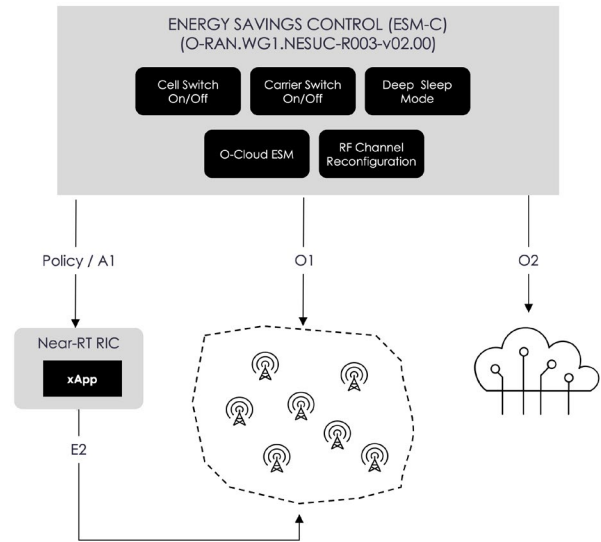 ENERGY SAVINGS CONTROL (ESM-C)
(O-RAN.WG1.NESUC-R003-v02.00)
Cell Switch
On/Off
Carrier Switch
On/Off
Deep Sleep
Mode
O-Cloud ESM
RF Channel
Reconfiguration
Policy / A1
O1
O2
Near-RT RIC
xApp
E2